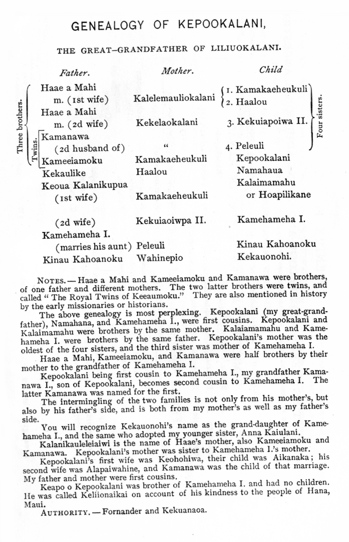 GENEALOGY OF KEPOOKALANI,
THE GREAT-GRANDFATHER OF LILIUOKALANI.
Father. Mother. Child
Haae a Mahi 1. Kamakaeheukuli
m. (1st wife) Kalelemauliokalani 2. Haalou
Haae a Mahi
m. (2d wife) Kekelaokalani 3. Kekuiapoiwa II.
Kamanawa
(2d husband of) " 4. Peleuli
Kameeiamoku Kamakaeheukuli Kepookalani
Kekaulike Haalou Namahaua
Keoua Kalanikupua Kalaimamahu
(1st wife) Kamakaeheukuli or Hoapilikane
(2d wife) Kekuiaoiwpa II. Kamehameha I.
Kamehameha I.
(marries his aunt) Peleuli Kinau Kahoanoku
Kinau Kahoanoku Wahinepio Kekauonohi.
Three brothers.
Twins.
Four sisters.
NOTES.—Haae a Mahi and Kameeiamoku and Kamanawa were brothers,
of one father and different mothers. The two latter brothers were twins, and
called "The Royal Twins of Keeaumoku." They are also mentioned in history
by the early missionaries or historians.
The above genealogy is most perplexing. Kepookalani (my great-grand-
father), Namahana, and Kamehameha I., were first cousins. Kepookalani and
Kalaimamahu were brothers by the same mother. Kalaiamamahu and Kame-
hameha I. were brothers by the same father. Kepookalani's mother was the
oldest of the four sisters, and the third sister was mother of Kamehameha I.
Haae a Mahi, Kameeiamoku, and Kamanawa were half brothers by their
mother to the grandfather of Kamehameha I.
Kepookalani being first cousin to Kamehameha I., my grandfather Kama-
nawa I., son of Kepookalani, becomes second cousin to Kamehameha I. The
latter Kamanawa was named for the first.
The intermingling of the two families is not only from his mother's, but
also by his father's side, and is both from my mother's as well as my father's
side.
You will recognize Kekauonohi's name as the grand-daughter of Kame-
hameha I., and the same who adopted my younger sister, Anna Kaiulani.
Kalanikauleleiaiwi is the name of Haae's mother, also Kameeiamoku and
Kamanawa. Kepookalani's mother was sister to Kamehameha I.'s mother.
Kepookalani's first wife was Keohohiwa, their child was Aikanaka; his
second wife was Alapaiwahine, and Kamanawa was the child of that marriage.
My father and mother were first cousins.
Keapo o Kepookalani was brother of Kamehameha I. and had no children.
He was called Keliionaikai on account of his kindness to the people of Hana,
Maui.
AUTHORITY.—Fornander and Kekuanaoa.